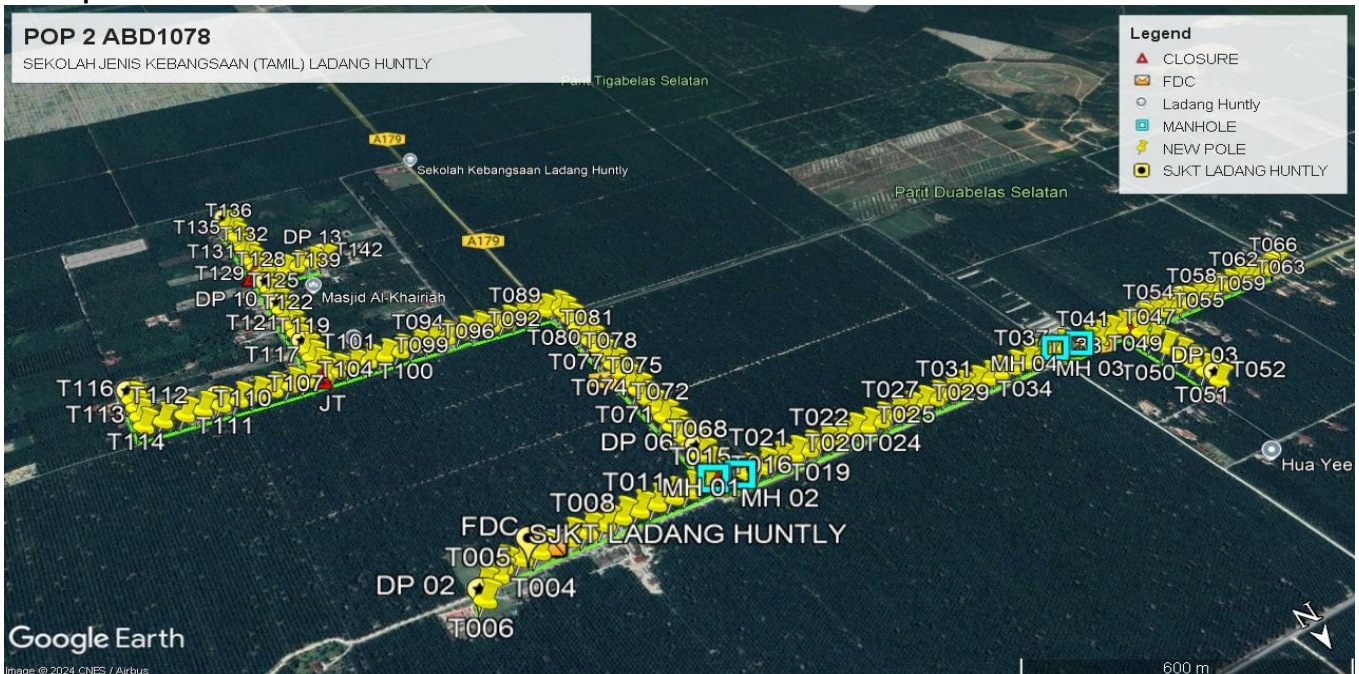 POP 2 ABD1078
SEKOLAH JENIS KEBANGSAAN (TAMIL) LADANG HUNTLY
Legend
CLOSURE
FDC
Ladang Huntly
MANHOLE
NEW POLE
SJKT LADANG HUNTLY
Parit Tigabelas Selatan
A179
Sekolah Kebangsaan Ladang Huntly
Parit Duabelas Selatan
A179
T136
T135
T132
DP 13
T142
T131
T128
T139
T129
T125
DP 10
T122
Masjid Al-Khairiah
T121
T119
T101
T117
T104
T100
T099
T094
T096
T092
T089
T081
T080
T078
T077
T075
T074
T072
T071
T068
DP 06
T116
T112
T113
T114
T111
T110
T107
JT
T066
T062
T063
T058
T059
T054
T055
T041
T047
T049
T037
MH 04
MH 03
DP 03
T050
T052
T051
T031
T034
T027
T029
T022
T025
T021
T020
T024
T015
T016
T019
T011
MH 01
MH 02
T008
Hua Yee
FDC
SJKT LADANG HUNTLY
T005
DP 02
T004
T006
N
Google Earth
Image © 2024 CNES / Airbus
600 m